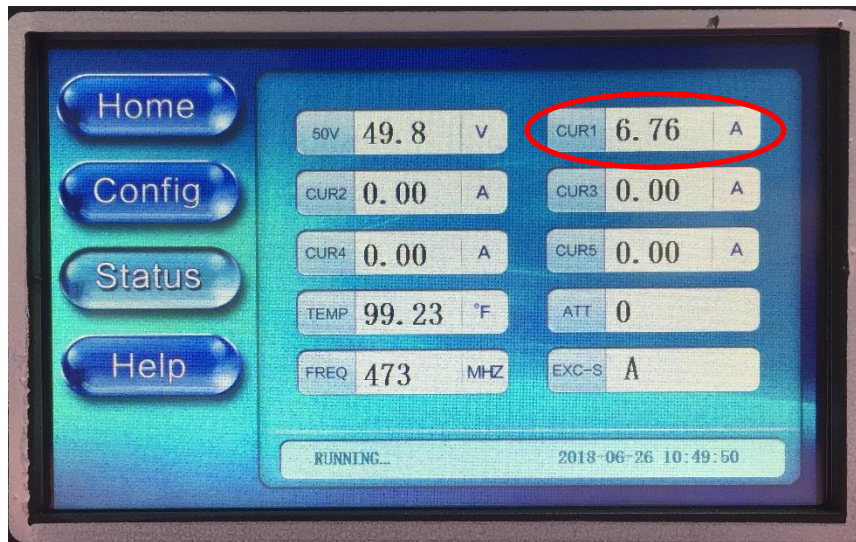 Home
Config
Status
Help
50V 49.8 V
CUR1 6.76 A
CUR2 0.00 A
CUR3 0.00 A
CUR4 0.00 A
CUR5 0.00 A
TEMP 99.23 °F
ATT 0
FREQ 473 MHZ
EXC-S A
RUNNING... 2018-06-26 10:49:50